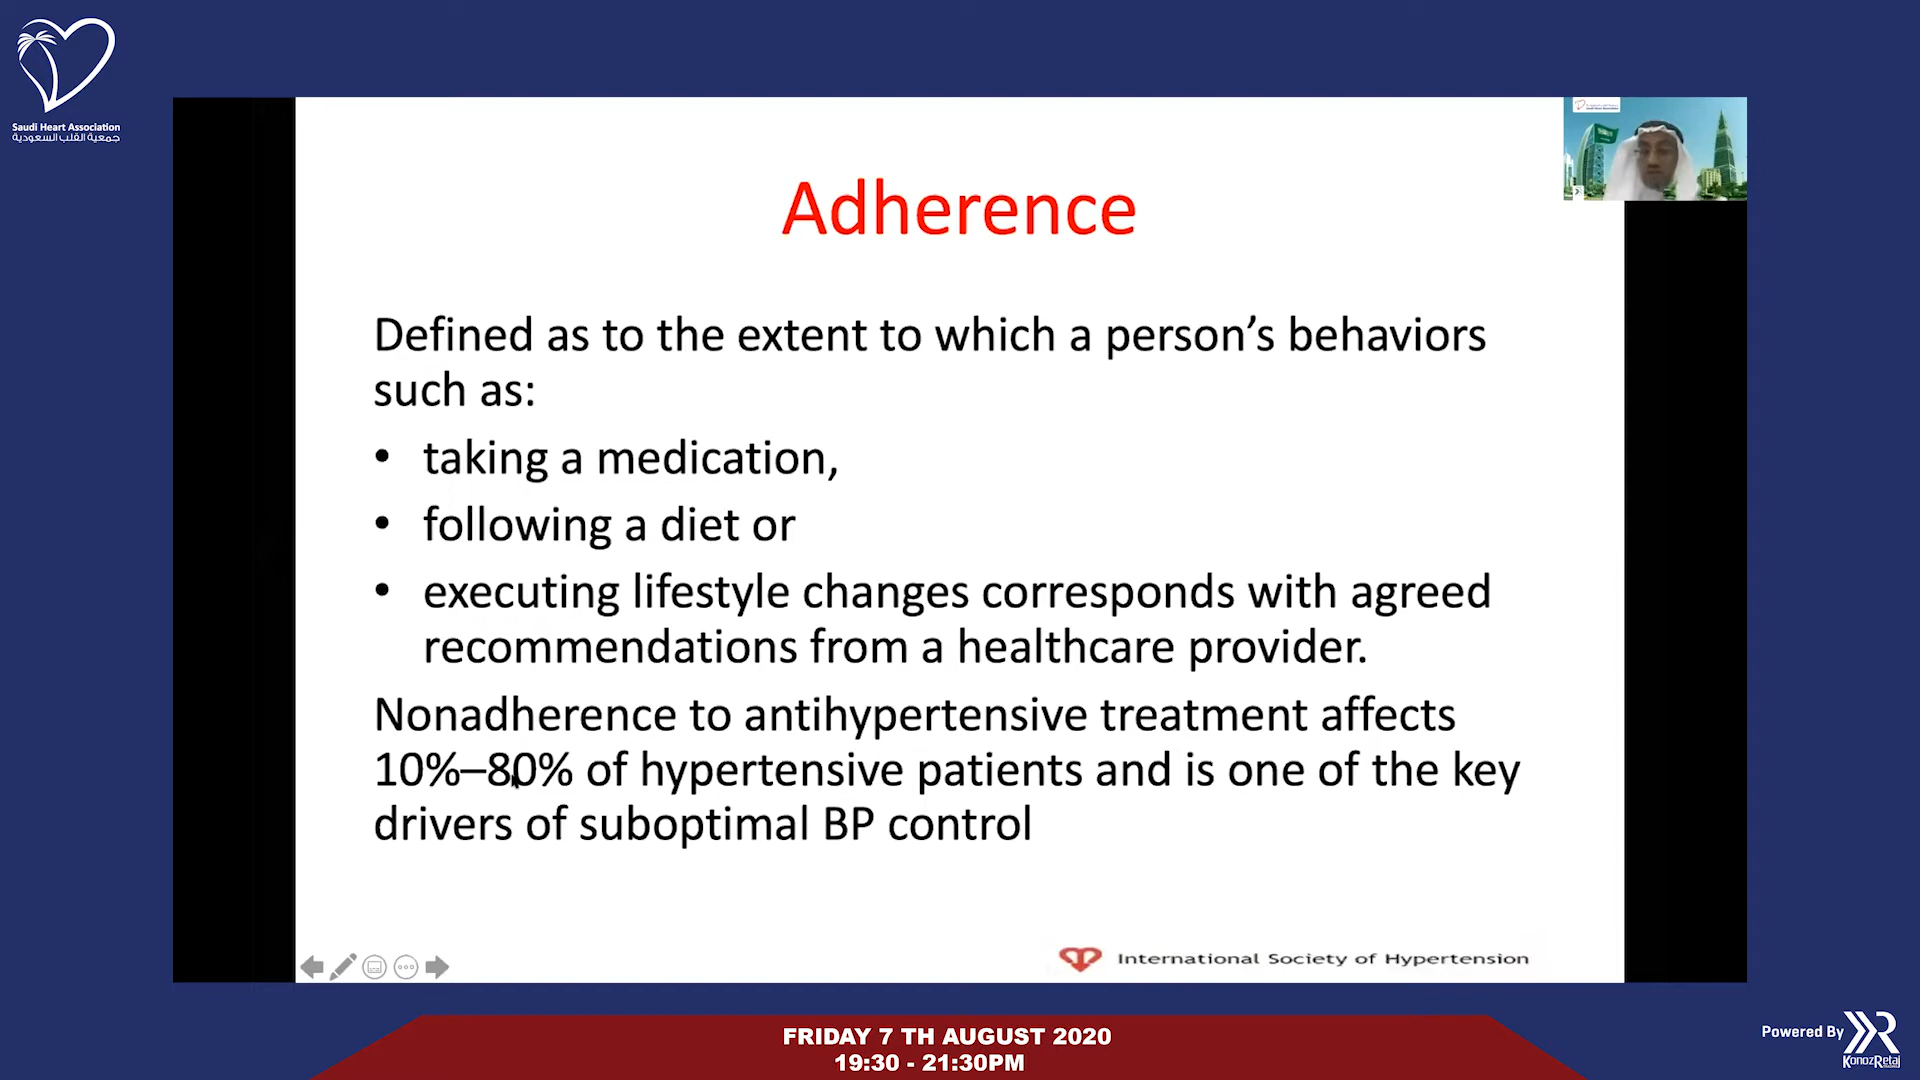 Saudi Heart Association
جمعية القلب السعودية
Adherence
Defined as to the extent to which a person’s behaviors
such as:
• taking a medication,
• following a diet or
• executing lifestyle changes corresponds with agreed
recommendations from a healthcare provider.
Nonadherence to antihypertensive treatment affects
10%–80% of hypertensive patients and is one of the key
drivers of suboptimal BP control
International Society of Hypertension
FRIDAY 7 TH AUGUST 2020
19:30 - 21:30PM
Powered By
KonozRetaj